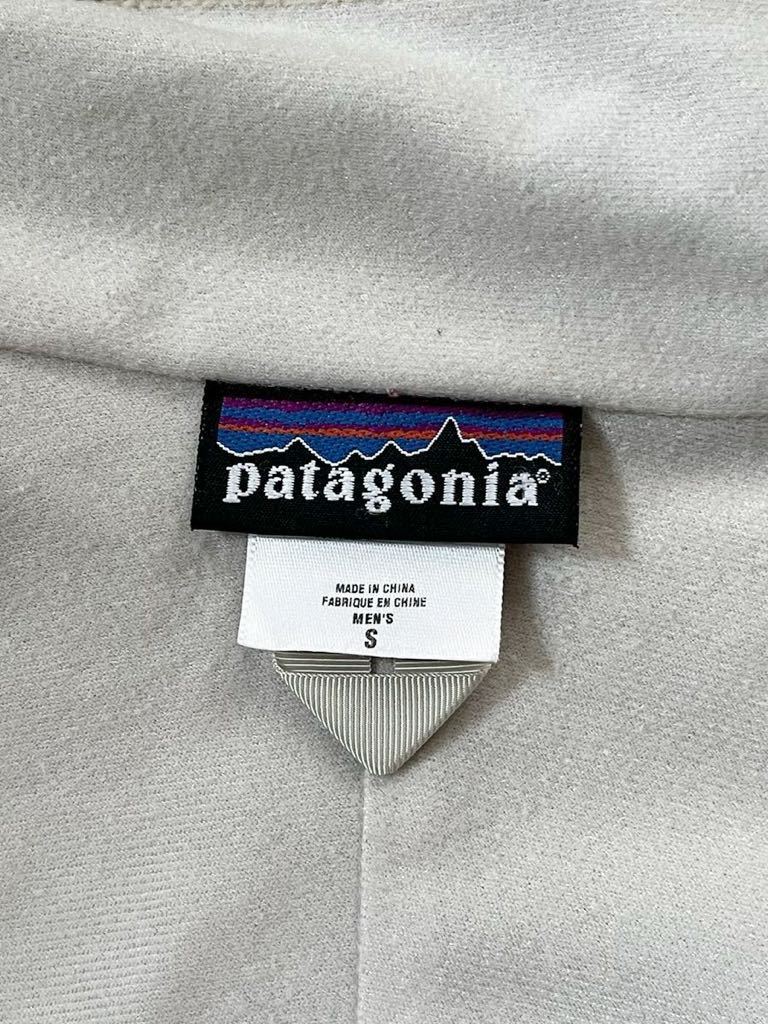 patagonia®
MADE IN CHINA
FABRIQUE EN CHINE
MEN'S
S